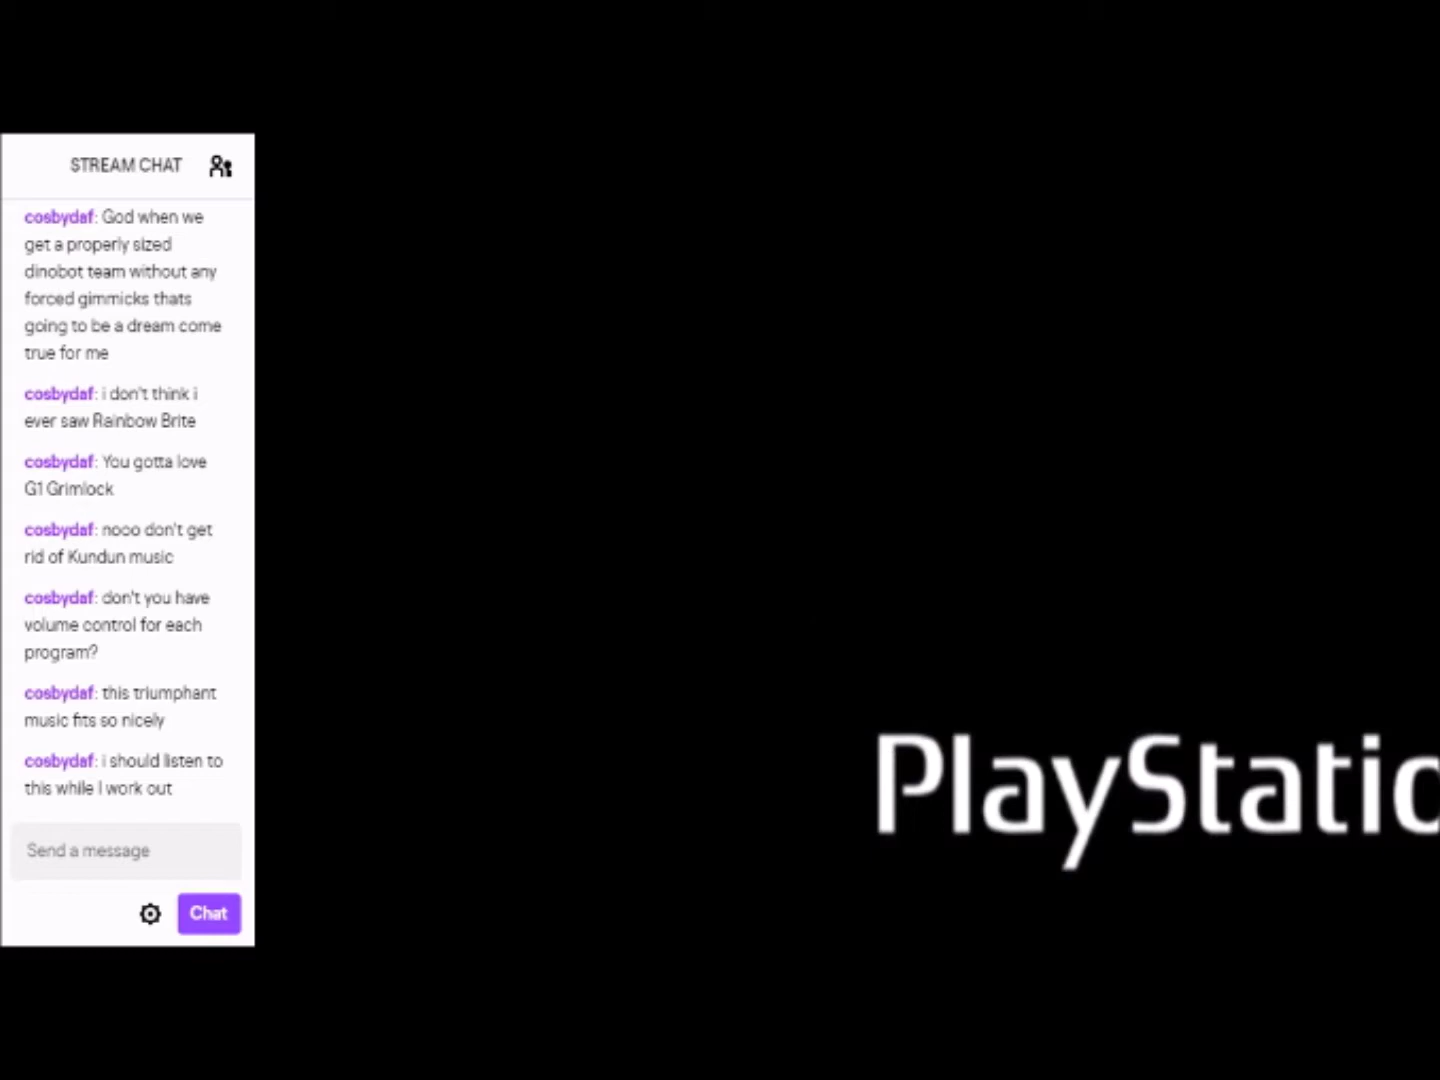 STREAM CHAT
cosbydaf: God when we
get a properly sized
dinobot team without any
forced gimmicks thats
going to be a dream come
true for me
cosbydaf: i don't think i
ever saw Rainbow Brite
cosbydaf: You gotta love
G1 Grimlock
cosbydaf: nooo don't get
rid of Kundun music
cosbydaf: don't you have
volume control for each
program?
cosbydaf: this triumphant
music fits so nicely
cosbydaf: i should listen to
this while I work out
Send a message
Chat
PlayStatio